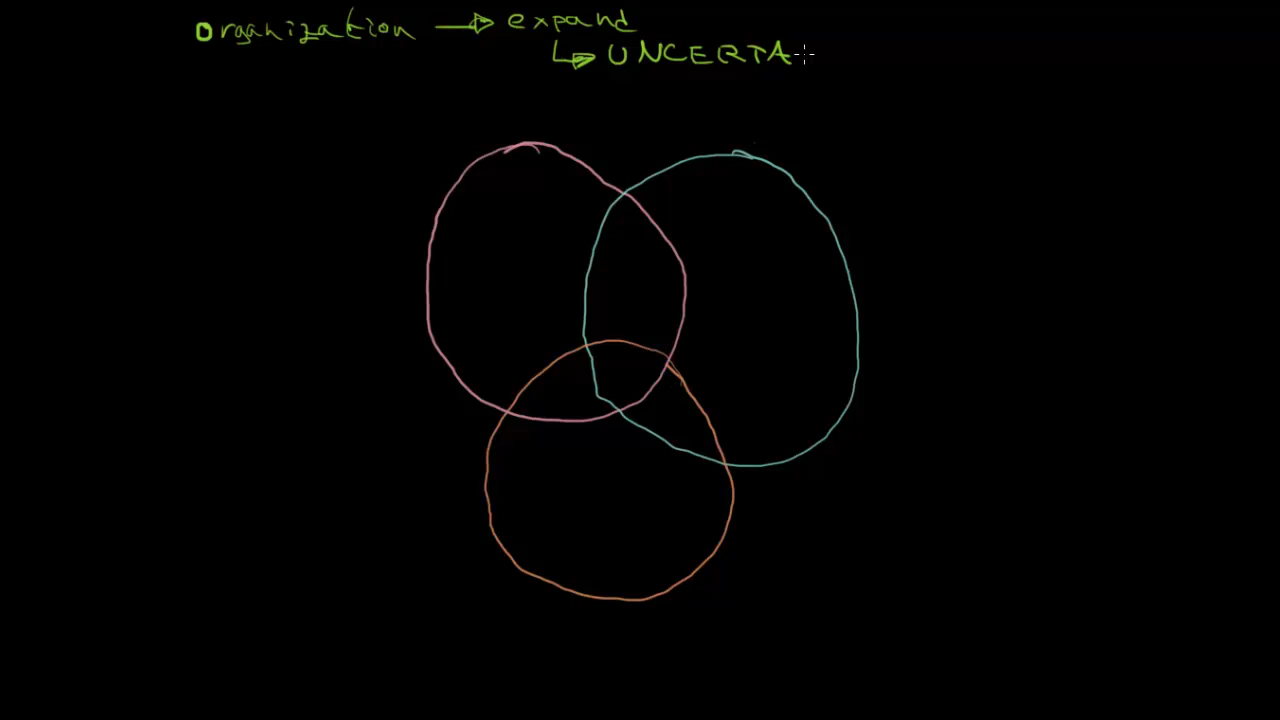 Organization → expand
↳ UNCERTA